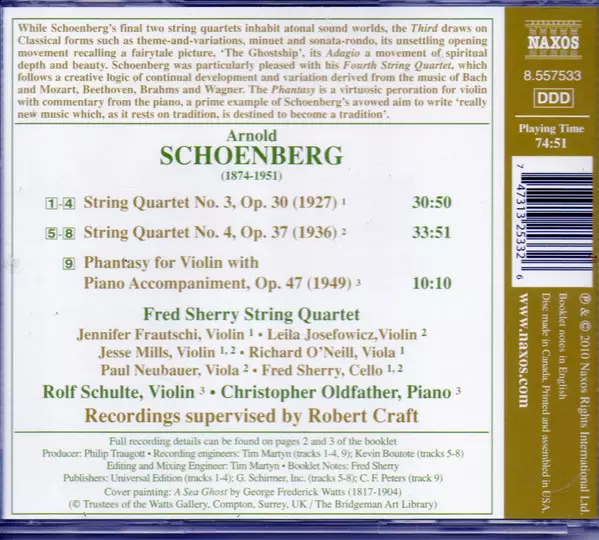 While Schoenberg's final two string quartets inhabit atonal sound worlds, the Third draws on
Classical forms such as theme-and-variations, minuet and sonata-rondo, its unsettling opening
movement recalling a fairytale picture, 'The Ghostship', its Adagio a movement of spiritual
depth and beauty. Schoenberg was particularly pleased with his Fourth String Quartet, which
follows a creative logic of continual development and variation derived from the music of Bach
and Mozart, Beethoven, Brahms and Wagner. The Phantasy is a virtuosic peroration for violin
with commentary from the piano, a prime example of Schoenberg's avowed aim to write 'really
new music which, as it rests on tradition, is destined to become a tradition'.
Arnold
SCHOENBERG
(1874-1951)
1-4 String Quartet No. 3, Op. 30 (1927) 1 30:50
5-8 String Quartet No. 4, Op. 37 (1936) 2 33:51
9 Phantasy for Violin with
Piano Accompaniment, Op. 47 (1949) 3 10:10
Fred Sherry String Quartet
Jennifer Frautschi, Violin 1 • Leila Josefowicz,Violin 2
Jesse Mills, Violin 1, 2 • Richard O'Neill, Viola 1
Paul Neubauer, Viola 2 • Fred Sherry, Cello 1, 2
Rolf Schulte, Violin 3 • Christopher Oldfather, Piano 3
Recordings supervised by Robert Craft
Full recording details can be found on pages 2 and 3 of the booklet
Producer: Philip Traugott • Recording engineers: Tim Martyn (tracks 1-4, 9); Kevin Boutote (tracks 5-8)
Editing and Mixing Engineer: Tim Martyn • Booklet Notes: Fred Sherry
Publishers: Universal Edition (tracks 1-4); G. Schirmer, Inc. (tracks 5-8); C. F. Peters (track 9)
Cover painting: A Sea Ghost by George Frederick Watts (1817-1904)
(© Trustees of the Watts Gallery, Compton, Surrey, UK / The Bridgeman Art Library)
NAXOS
8.557533
DDD
Playing Time
74:51
7 47313 25332 6
www.naxos.com
℗ & © 2010 Naxos Rights International Ltd.
Booklet notes in English
Disc made in Canada. Printed and
assembled in USA.